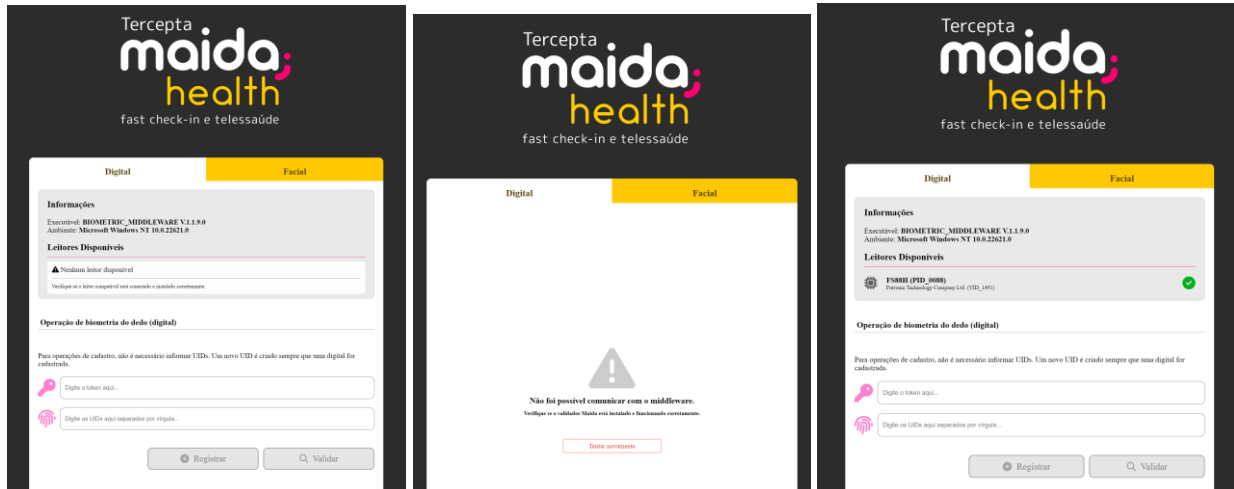 Tercepta
maida;
health
fast check-in e telessaúde
Digital
Facial
Informações
Executível: BIOMETRIC_MIDDLEWARE V.1.1.9.0
Ambiente: Microsoft Windows NT 10.0.22621.0
Leitores Disponíveis
Nenhum leitor disponível
Verifique se o leitor compatível está conectado e instalado corretamente.
Operação de biometria do dedo (digital)
Para operações de cadastro, não é necessário informar UIDs. Um novo UID é criado sempre que uma digital for
cadastrada.
Digite o token aqui...
Digite os UIDs aqui separados por vírgula...
Registrar
Validar
Tercepta
maida;
health
fast check-in e telessaúde
Digital
Facial
Não foi possível comunicar com o middleware.
Verifique se o validador Maida está instalado e funcionando corretamente.
Tentar novamente
Tercepta
maida;
health
fast check-in e telessaúde
Digital
Facial
Informações
Executível: BIOMETRIC_MIDDLEWARE V.1.1.9.0
Ambiente: Microsoft Windows NT 10.0.22621.0
Leitores Disponíveis
FS88H (PID_0088)
Futronic Technology Company Ltd. (VID_1491)
Operação de biometria do dedo (digital)
Para operações de cadastro, não é necessário informar UIDs. Um novo UID é criado sempre que uma digital for
cadastrada.
Digite o token aqui...
Digite os UIDs aqui separados por vírgula...
Registrar
Validar